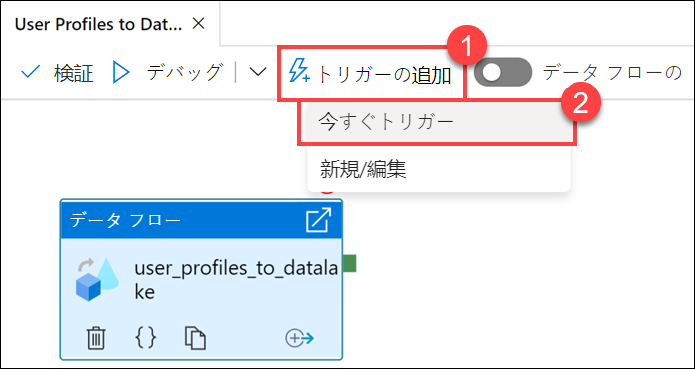 User Profiles to Dat...
検証 デバッグ トリガーの追加 データ フローの
1
今すぐトリガー
2
新規/編集
データ フロー
user_profiles_to_datala
ke